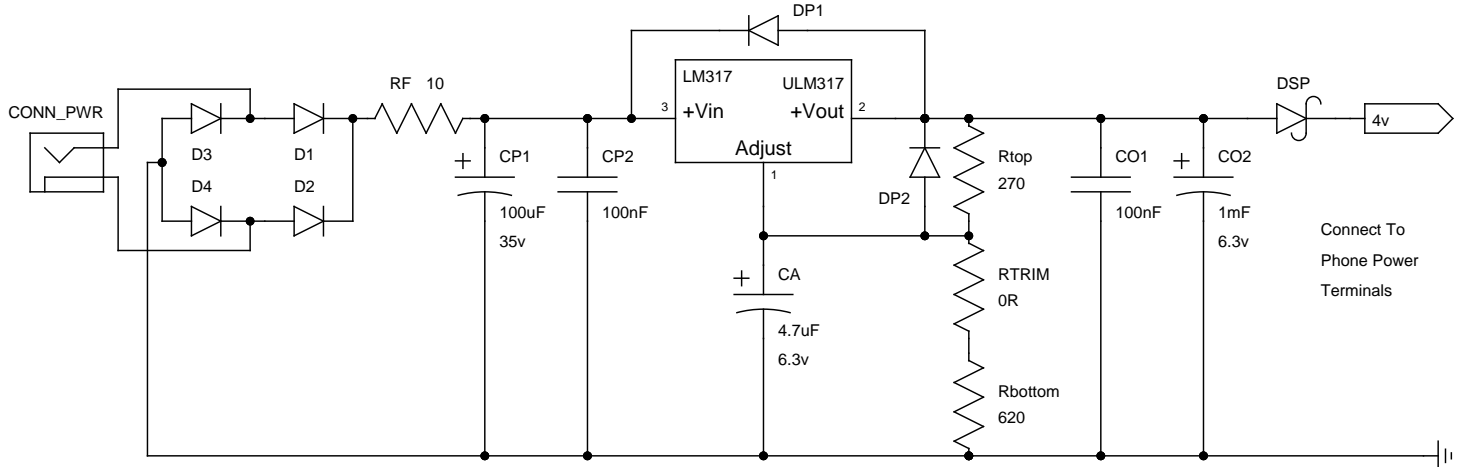 DP1
LM317 ULM317
RF 10
DSP
CONN_PWR
3 +Vin +Vout 2
4v
D3 D1
Adjust
1
CP1 CP2
Rtop
270
CO1 CO2
D4 D2
DP2
100uF
35v
100nF
100nF
1mF
6.3v
Connect To
Phone Power
Terminals
CA
4.7uF
6.3v
RTRIM
0R
Rbottom
620